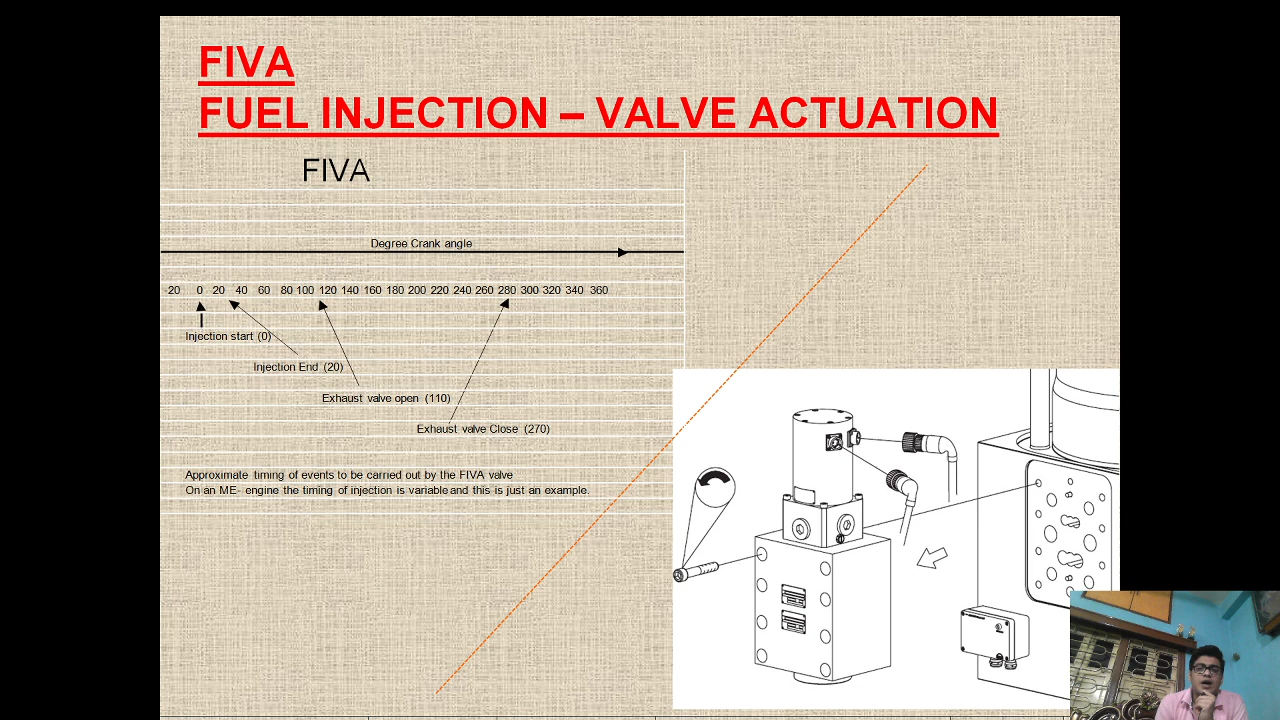 FIVA
FUEL INJECTION – VALVE ACTUATION
FIVA
Degree Crank angle
-20 0 20 40 60 80 100 120 140 160 180 200 220 240 260 280 300 320 340 360
Injection start (0)
Injection End (20)
Exhaust valve open (110)
Exhaust valve Close (270)
Approximate timing of events to be carried out by the FIVA valve
On an ME- engine the timing of injection is variable and this is just an example.